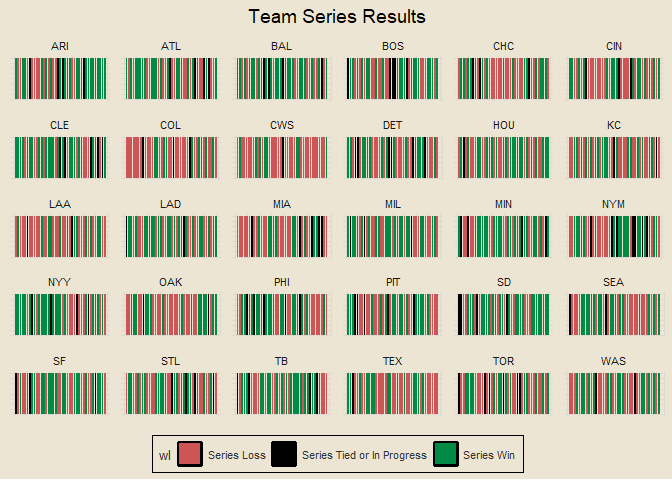 Team Series Results
ARI ATL BAL BOS CHC CIN
CLE COL CWS DET HOU KC
LAA LAD MIA MIL MIN NYM
NYY OAK PHI PIT SD SEA
SF STL TB TEX TOR WAS
wl Series Loss Series Tied or In Progress Series Win